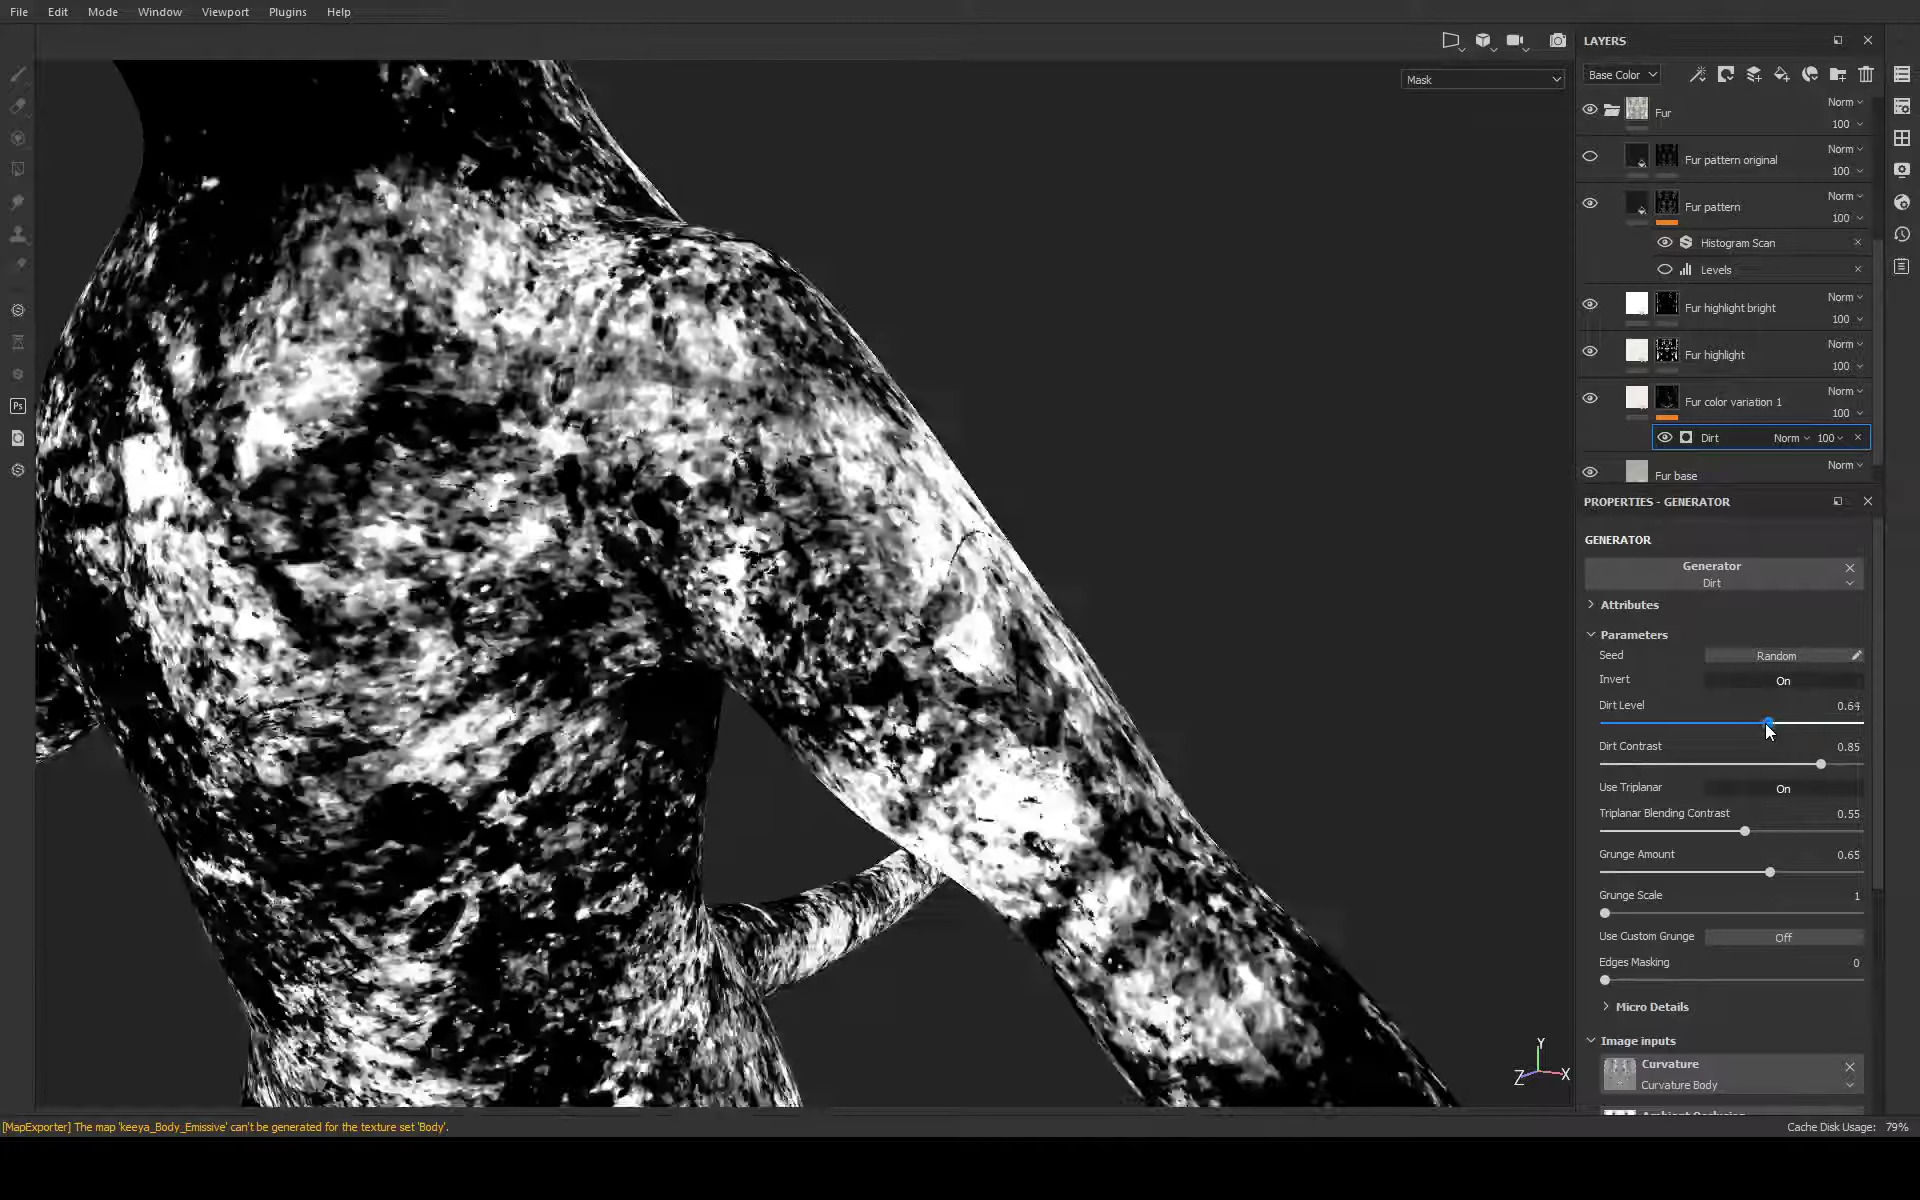 File Edit Mode Window Viewport Plugins Help
Mask
LAYERS
Base Color
Fur Norm 100
Fur pattern original Norm 100
Fur pattern Norm 100
Histogram Scan
Levels
Fur highlight bright Norm 100
Fur highlight Norm 100
Fur color variation 1 Norm 100
Dirt Norm 100
Fur base Norm
PROPERTIES - GENERATOR
GENERATOR
Generator
Dirt
Attributes
Parameters
Seed Random
Invert On
Dirt Level 0.64
Dirt Contrast 0.85
Use Triplanar On
Triplanar Blending Contrast 0.55
Grunge Amount 0.65
Grunge Scale 1
Use Custom Grunge Off
Edges Masking 0
Micro Details
Image inputs
Curvature
Curvature Body
Ps
Y
Z X
[MapExporter] The map 'keeya_Body_Emissive' can't be generated for the texture set 'Body'.
Cache Disk Usage: 79%